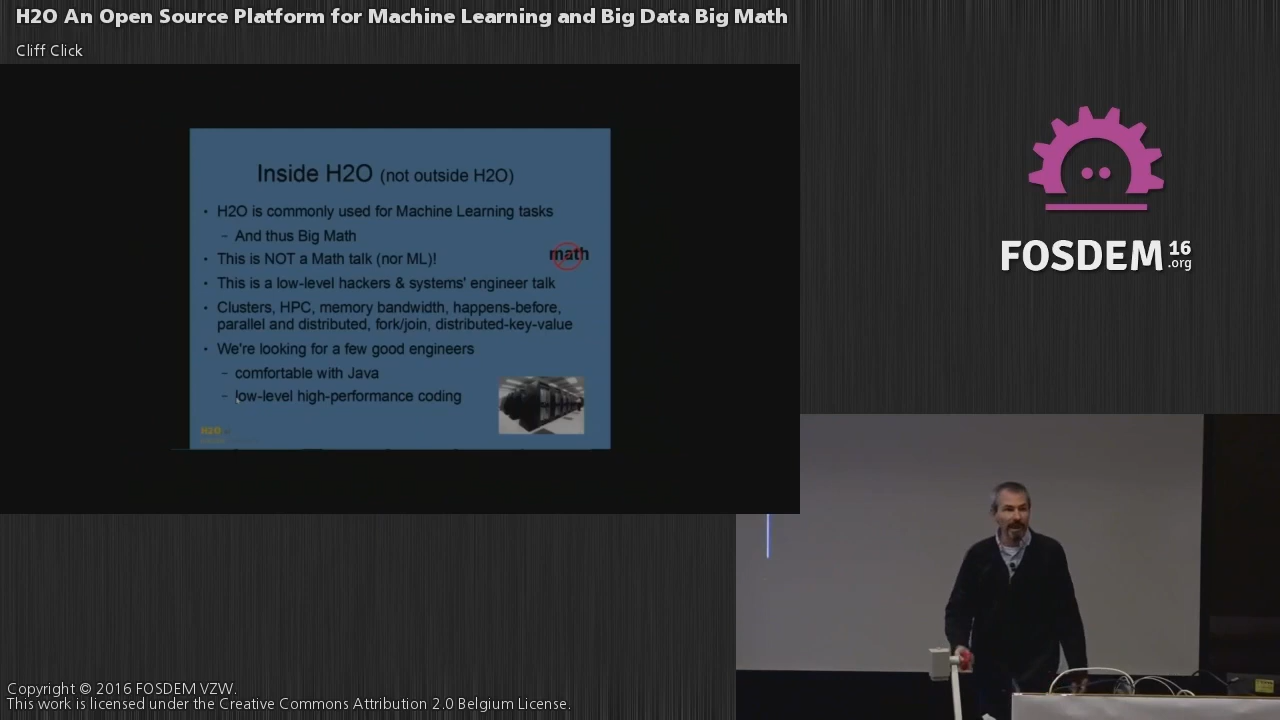 H2O An Open Source Platform for Machine Learning and Big Data Big Math
Cliff Click
Inside H2O (not outside H2O)
• H2O is commonly used for Machine Learning tasks
– And thus Big Math
• This is NOT a Math talk (nor ML)!
math
• This is a low-level hackers & systems' engineer talk
• Clusters, HPC, memory bandwidth, happens-before,
parallel and distributed, fork/join, distributed-key-value
• We're looking for a few good engineers
– comfortable with Java
– low-level high-performance coding
H2O
FOSDEM 16
.org
Copyright © 2016 FOSDEM VZW.
This work is licensed under the Creative Commons Attribution 2.0 Belgium License.